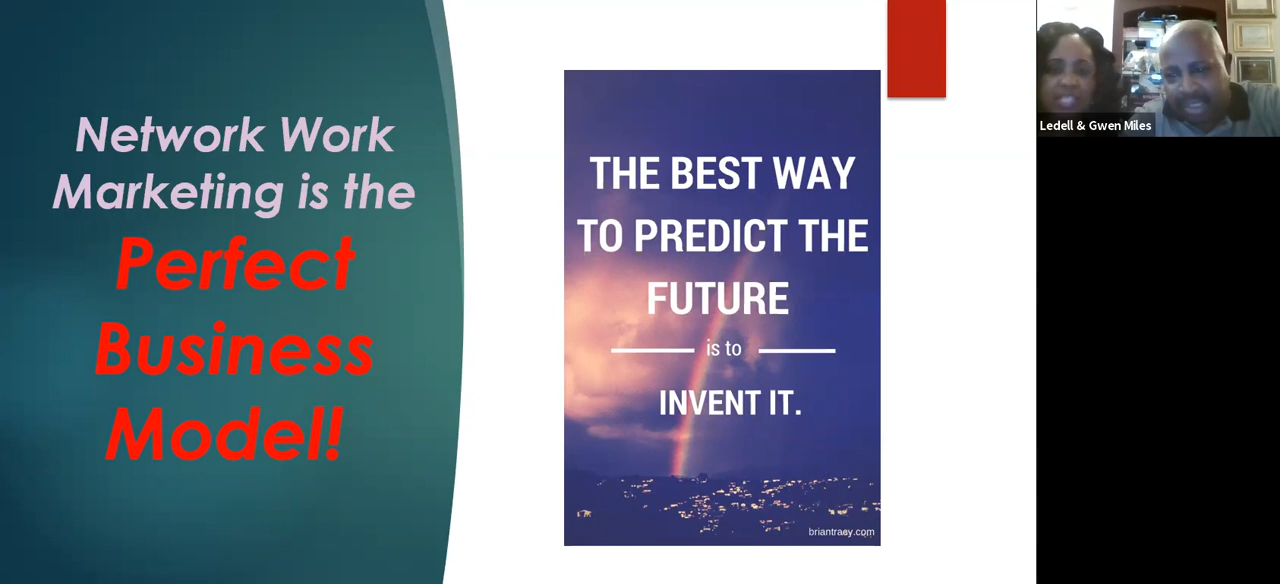 Network Work
Marketing is the
Perfect
Business
Model!
THE BEST WAY
TO PREDICT THE
FUTURE
is to
INVENT IT.
briantracy.com
Ledell & Gwen Miles